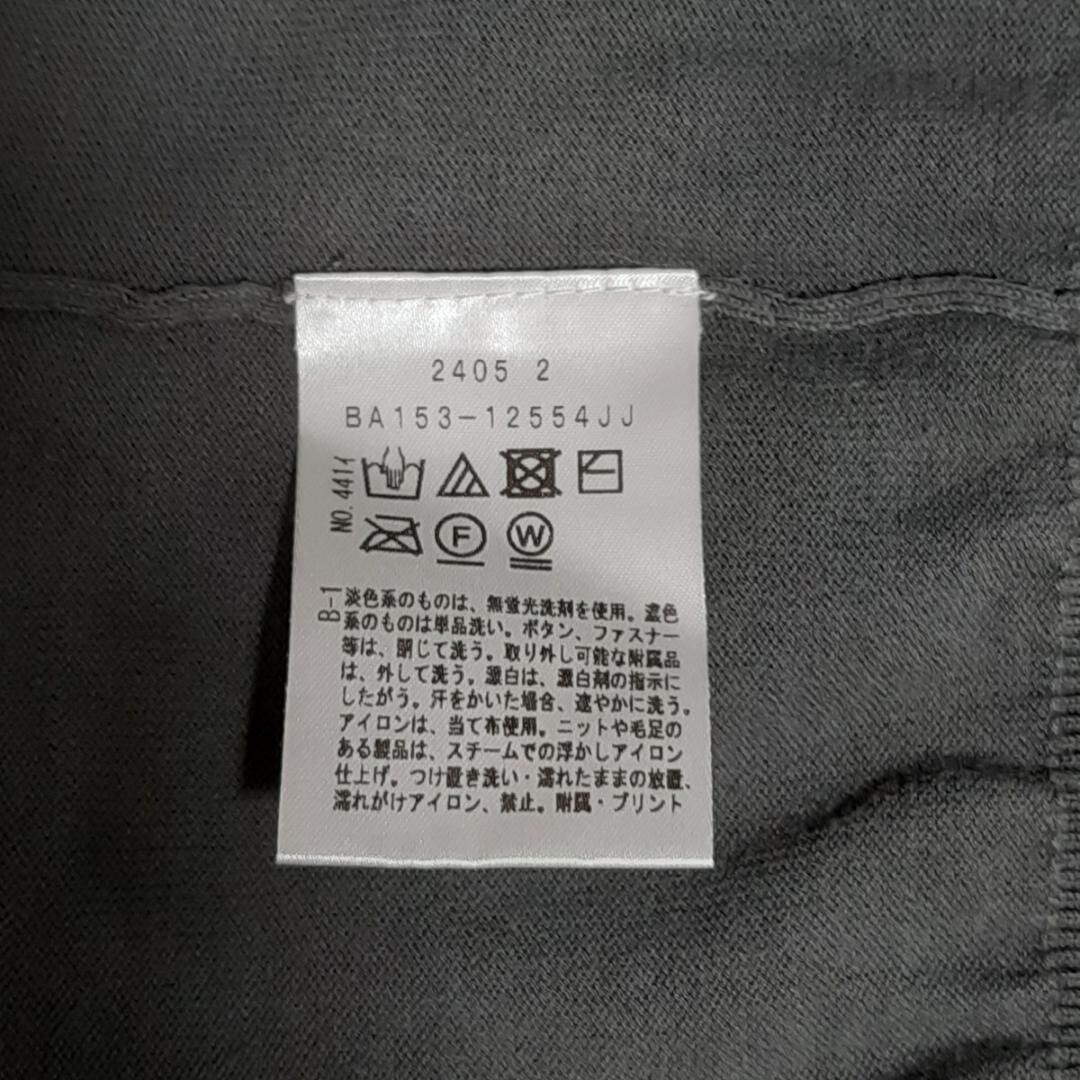 2405 2
BA153-12554JJ
NO.441イ
F
W
B-1
淡色系のものは、無蛍光洗剤を使用。濃色
系のものは単品洗い。ボタン、ファスナー
等は、閉じて洗う。取り外し可能な附属品
は、外して洗う。漂白は、漂白剤の指示に
したがう。汗をかいた場合、速やかに洗う。
アイロンは、当て布使用。ニットや毛足の
ある製品は、スチームでの浮かしアイロン
仕上げ。つけ置き洗い・濡れたままの放置、
濡れがけアイロン、禁止。附属・プリント